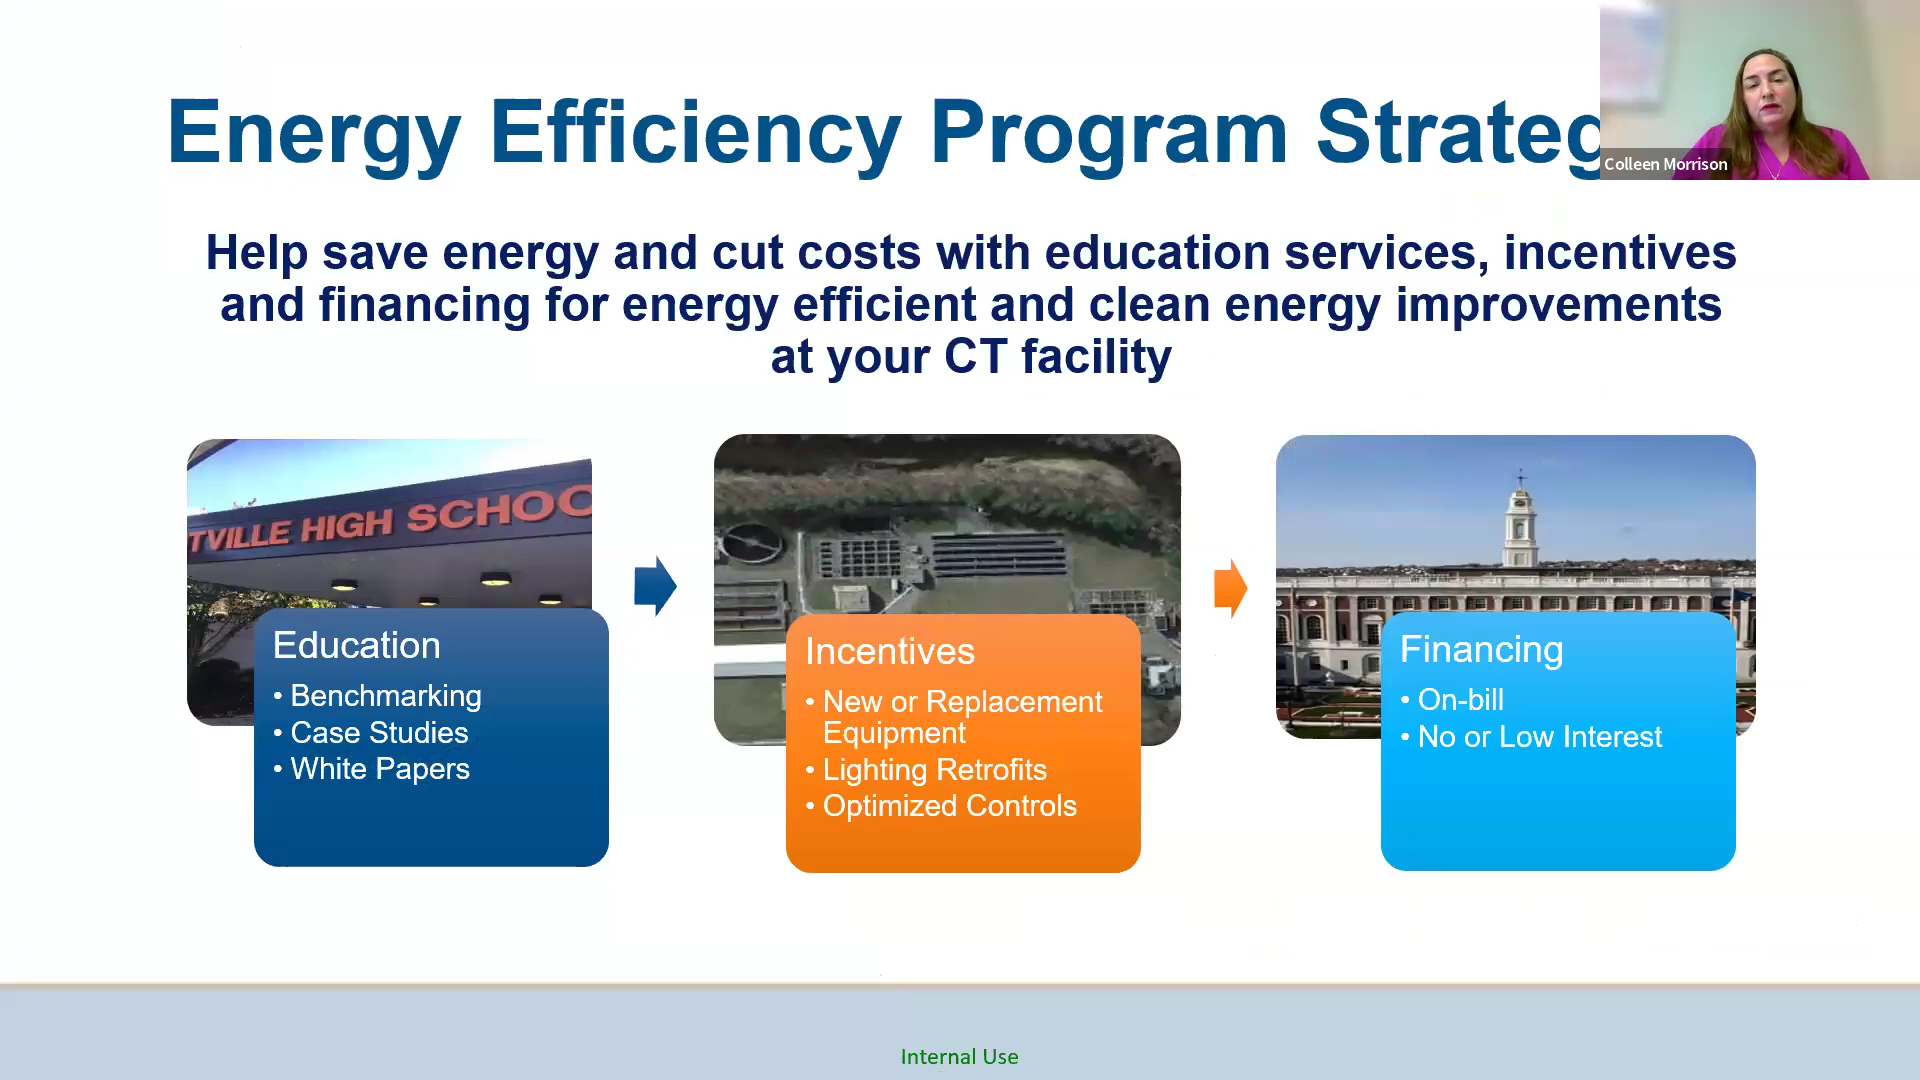 Energy Efficiency Program Strateg
Colleen Morrison
Help save energy and cut costs with education services, incentives
and financing for energy efficient and clean energy improvements
at your CT facility
TVILLE HIGH SCHOO
Education
• Benchmarking
• Case Studies
• White Papers
Incentives
• New or Replacement
Equipment
• Lighting Retrofits
• Optimized Controls
Financing
• On-bill
• No or Low Interest
Internal Use